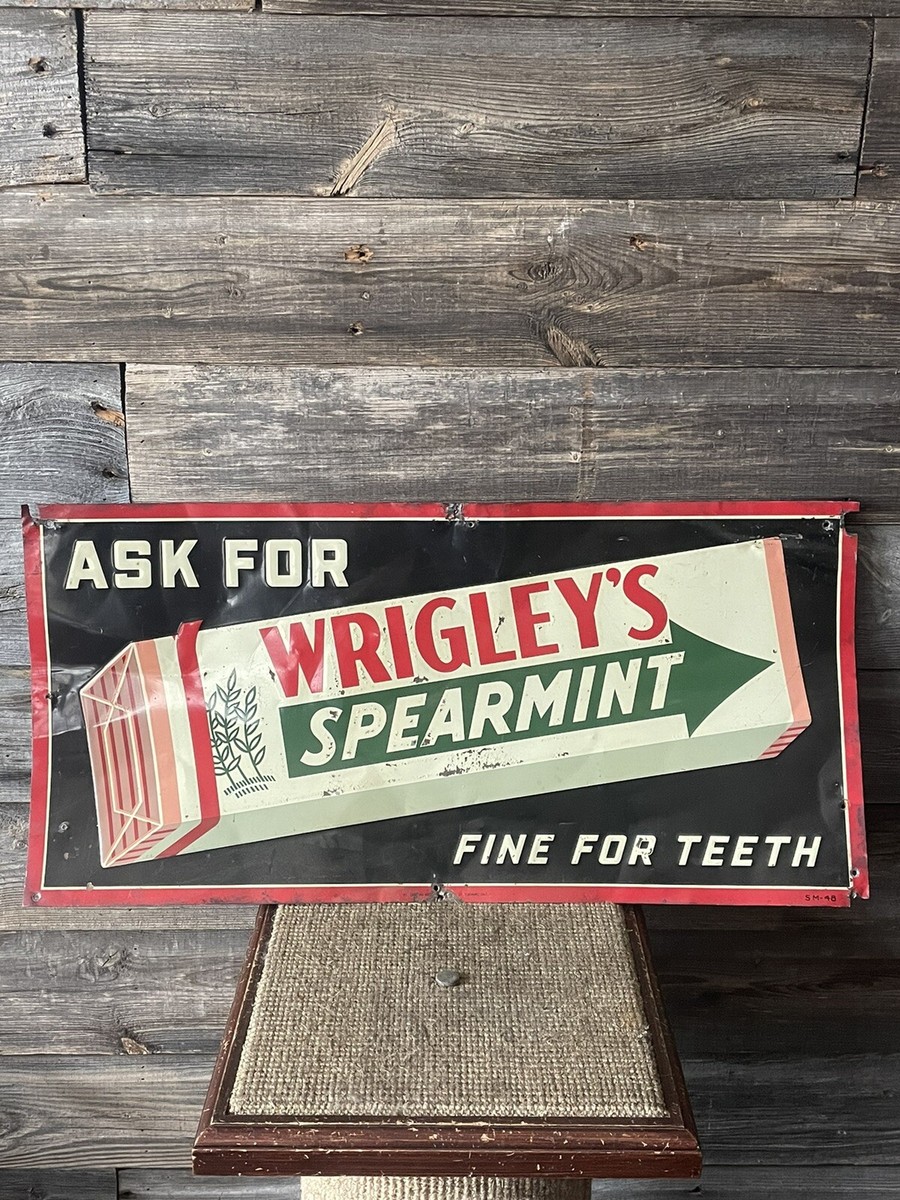 ASK FOR
WRIGLEY'S
SPEARMINT
FINE FOR TEETH
SM-48